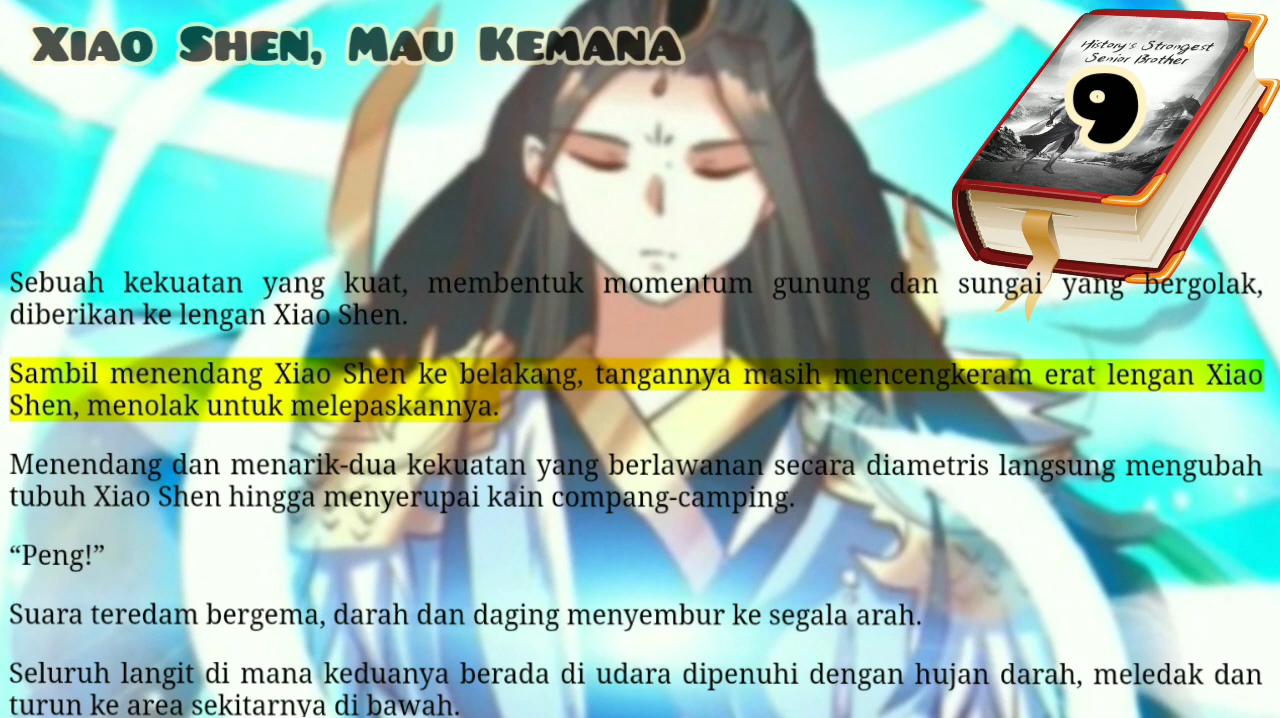 Xiao Shen, Mau Kemana
History's Strongest
Senior Brother
9
Sebuah kekuatan yang kuat, membentuk momentum gunung dan sungai yang bergolak,
diberikan ke lengan Xiao Shen.
Sambil menendang Xiao Shen ke belakang, tangannya masih mencengkeram erat lengan Xiao
Shen, menolak untuk melepaskannya.
Menendang dan menarik-dua kekuatan yang berlawanan secara diametris langsung mengubah
tubuh Xiao Shen hingga menyerupai kain compang-camping.
“Peng!”
Suara teredam bergema, darah dan daging menyembur ke segala arah.
Seluruh langit di mana keduanya berada di udara dipenuhi dengan hujan darah, meledak dan
turun ke area sekitarnya di bawah.